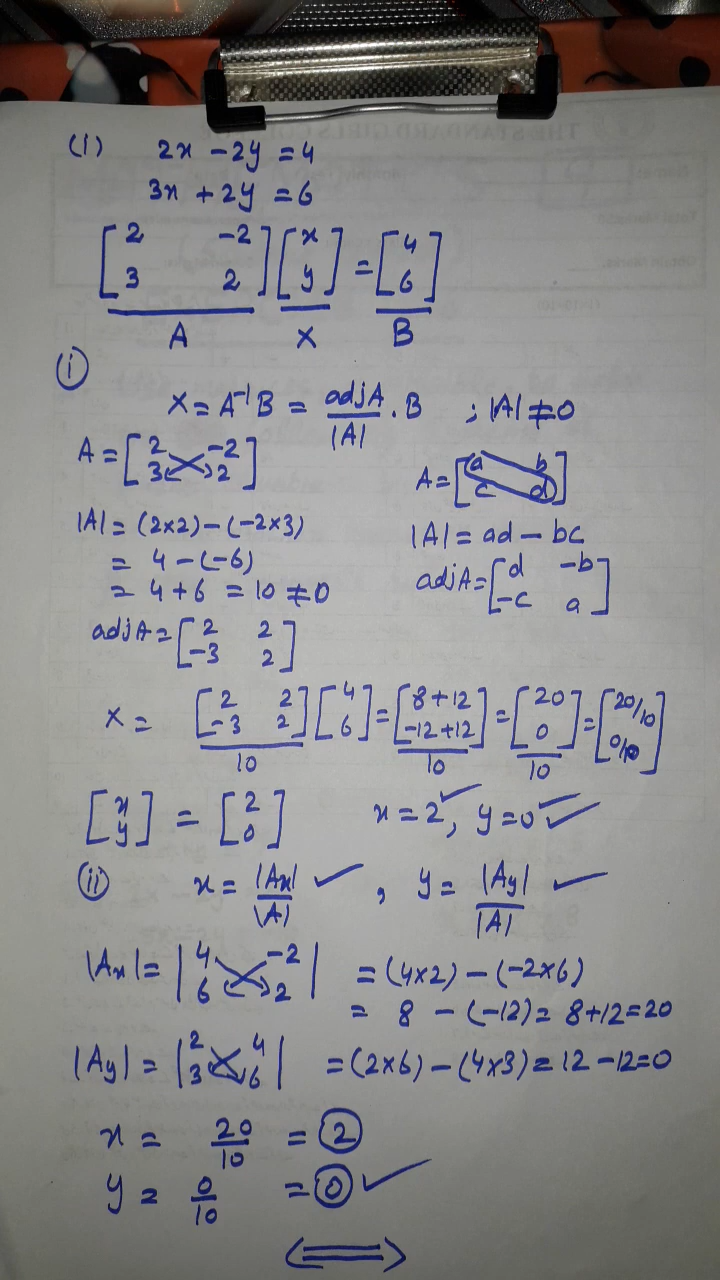 (i) 2x - 2y = 4
3x + 2y = 6
[2 -2
3 2] [x
y] = [4
6]
A X B
(i)
X = A⁻¹B = adjA/|A| . B ; |A| ≠ 0
A = [2 -2
3 2]
A = [a b
c d]
|A| = (2×2) - (-2×3)
|A| = ad - bc
= 4 - (-6)
= 4 + 6 = 10 ≠ 0
adjA = [d -b
-c a]
adjA = [2 2
-3 2]
X = [2 2
-3 2] [4
6] / 10 = [8+12
-12+12] / 10 = [20
0] / 10 = [20/10
0/10]
[x
y] = [2
0] x = 2, y = 0
(ii) x = |Ax|/|A| , y = |Ay|/|A|
|Ax| = |4 -2
6 2| = (4×2) - (-2×6)
= 8 - (-12) = 8+12 = 20
|Ay| = |2 4
3 6| = (2×6) - (4×3) = 12 - 12 = 0
x = 20/10 = 2
y = 0/10 = 0